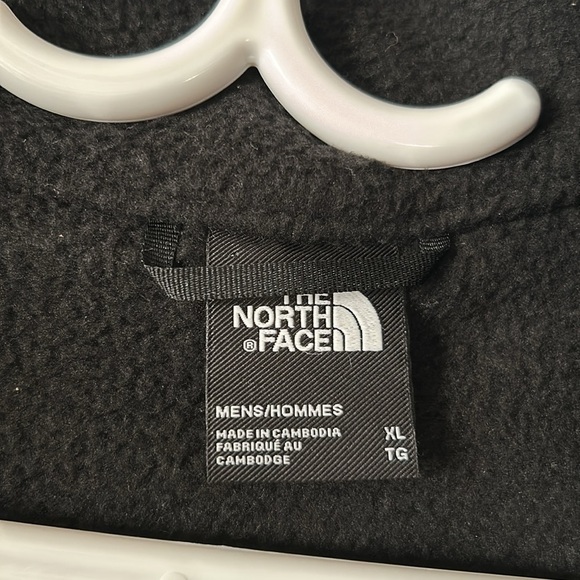 THE
NORTH
®FACE
MENS/HOMMES
MADE IN CAMBODIA XL
FABRIQUÉ AU TG
CAMBODGE